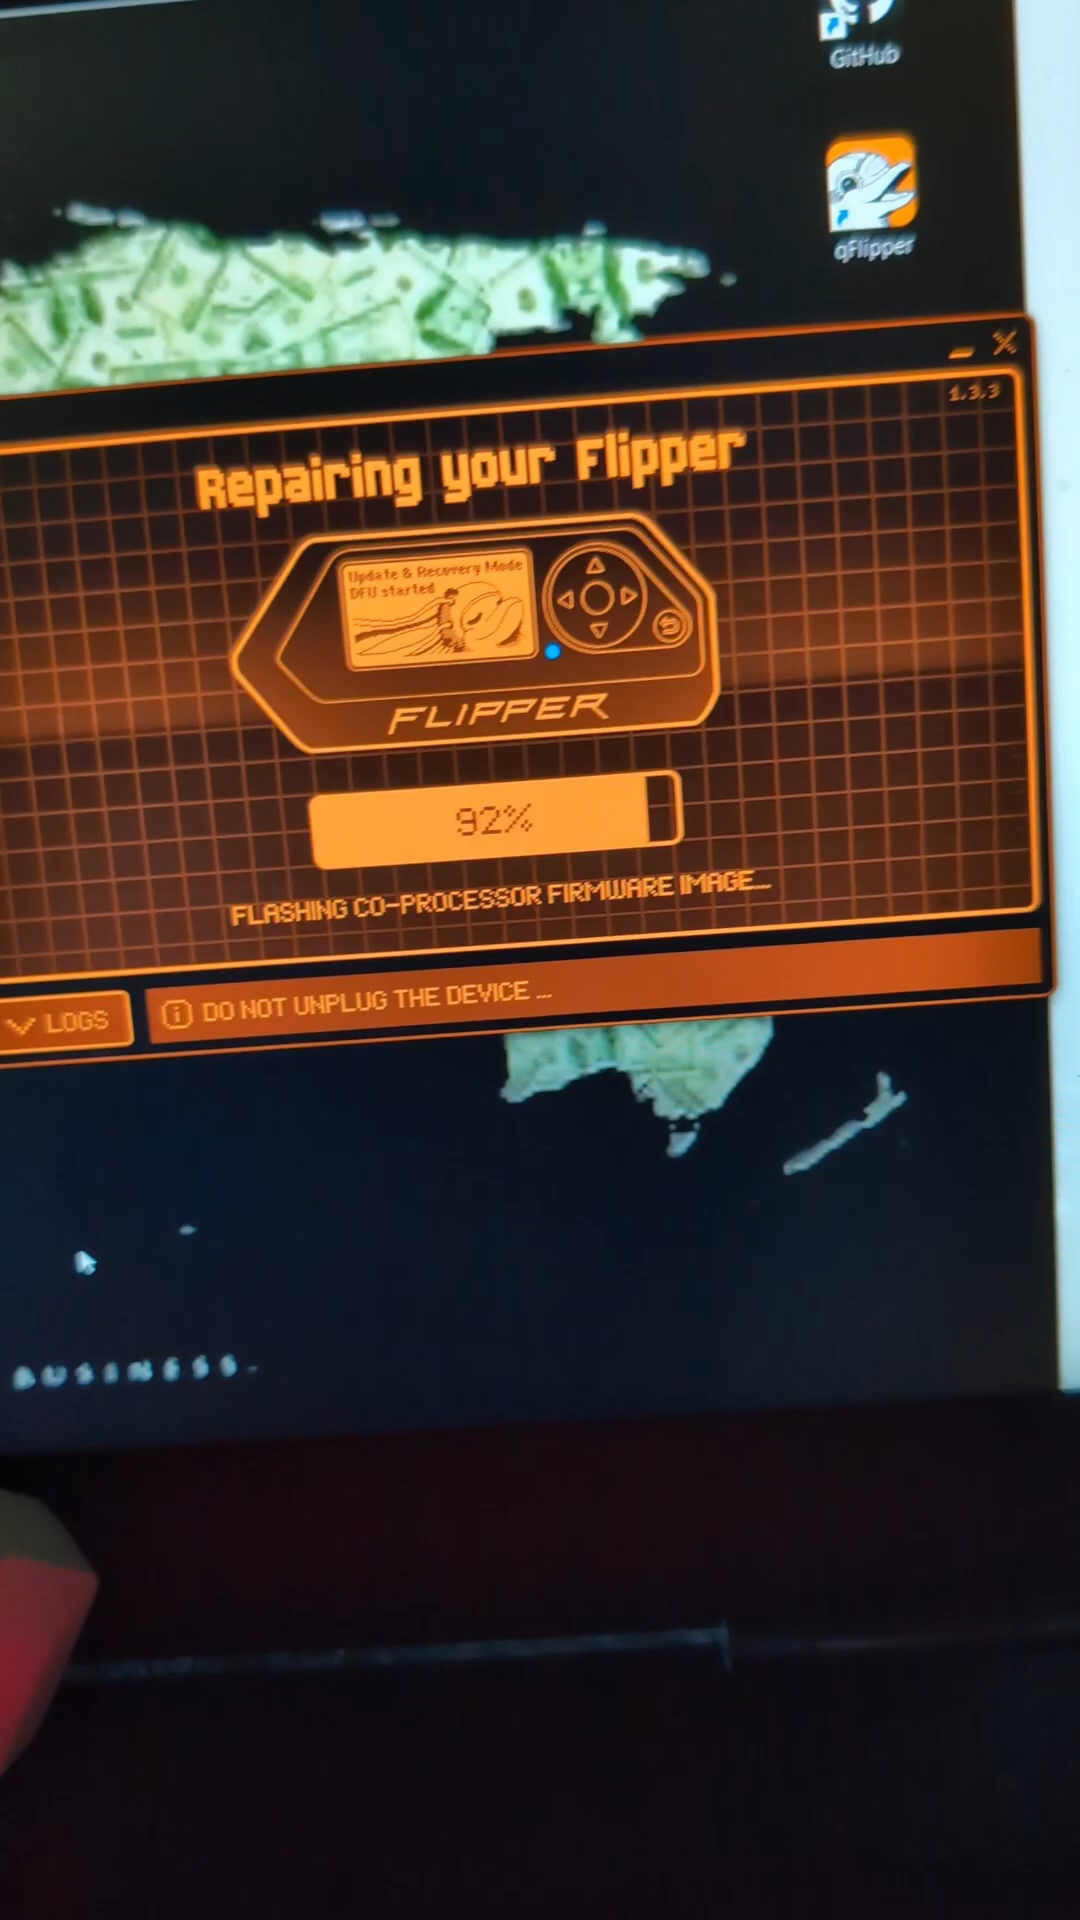 GitHub
qFlipper
1.3.3
Repairing your Flipper
Update & Recovery Mode
DFU started
FLIPPER
92%
FLASHING CO-PROCESSOR FIRMWARE IMAGE...
LOGS
DO NOT UNPLUG THE DEVICE ...
BUSINESS.